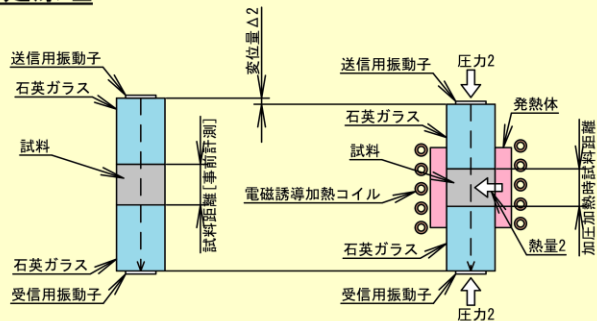 送信用振動子
石英ガラス
試料
石英ガラス
受信用振動子
試料距離[事前計測]
変位量Δ2
圧力2
送信用振動子
石英ガラス
発熱体
試料
電磁誘導加熱コイル
石英ガラス
熱量2
受信用振動子
圧力2
加圧加熱時試料距離